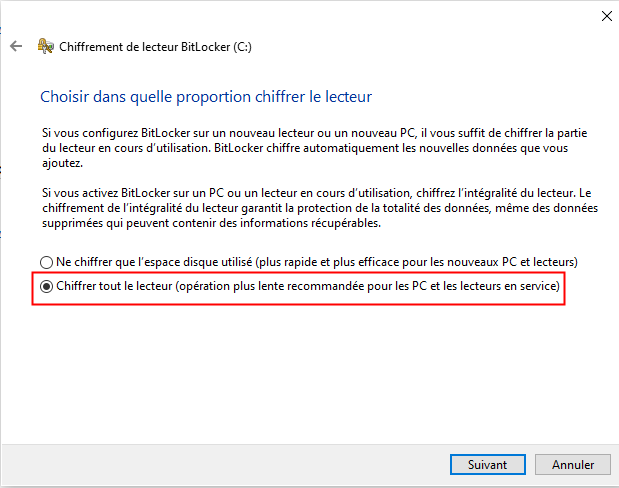 Chiffrement de lecteur BitLocker (C:)
Choisir dans quelle proportion chiffrer le lecteur
Si vous configurez BitLocker sur un nouveau lecteur ou un nouveau PC, il vous suffit de chiffrer la partie
du lecteur en cours d'utilisation. BitLocker chiffre automatiquement les nouvelles données que vous
ajoutez.
Si vous activez BitLocker sur un PC ou un lecteur en cours d'utilisation, chiffrez l'intégralité du lecteur. Le
chiffrement de l'intégralité du lecteur garantit la protection de la totalité des données, même des données
supprimées qui peuvent contenir des informations récupérables.
Ne chiffrer que l'espace disque utilisé (plus rapide et plus efficace pour les nouveaux PC et lecteurs)
Chiffrer tout le lecteur (opération plus lente recommandée pour les PC et les lecteurs en service)
Suivant
Annuler